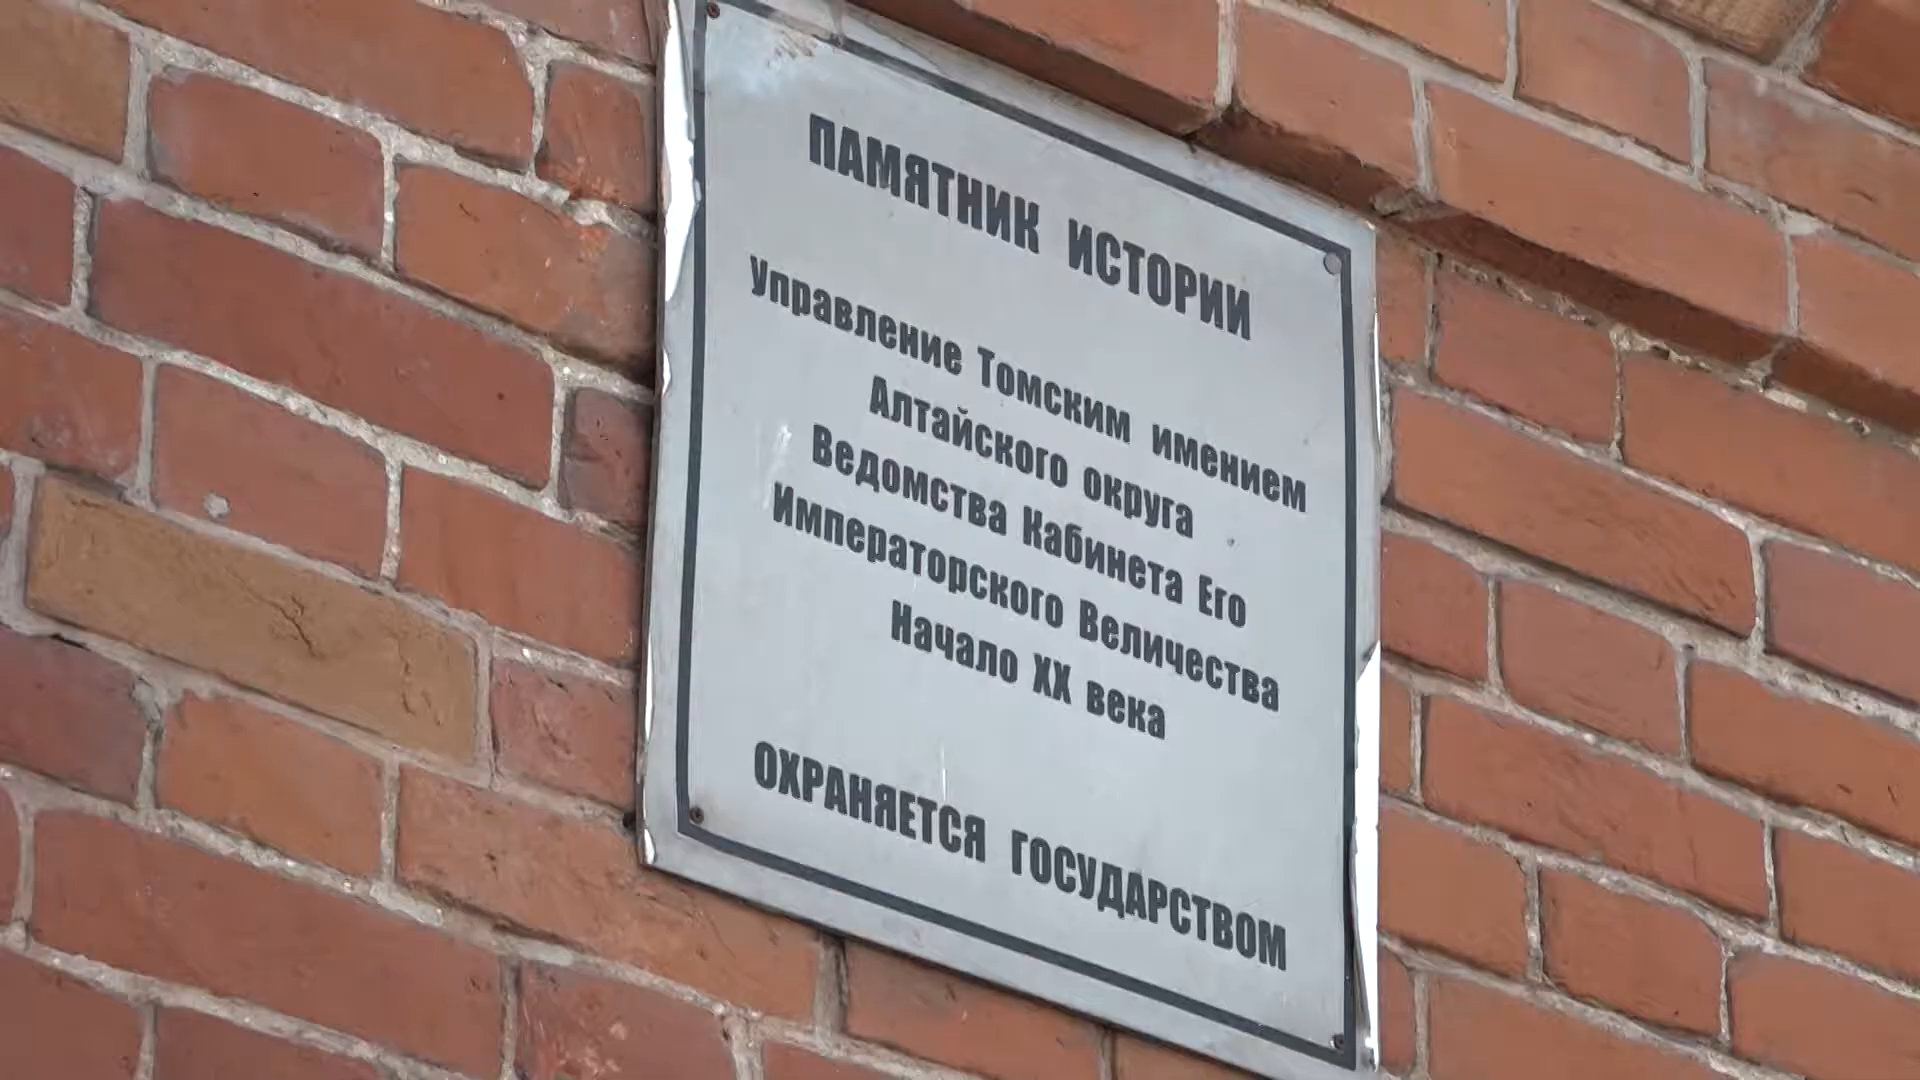 ПАМЯТНИК ИСТОРИИ
Управление Томским имением
Алтайского округа
Ведомства Кабинета Его
Императорского Величества
Начало XX века
ОХРАНЯЕТСЯ ГОСУДАРСТВОМ